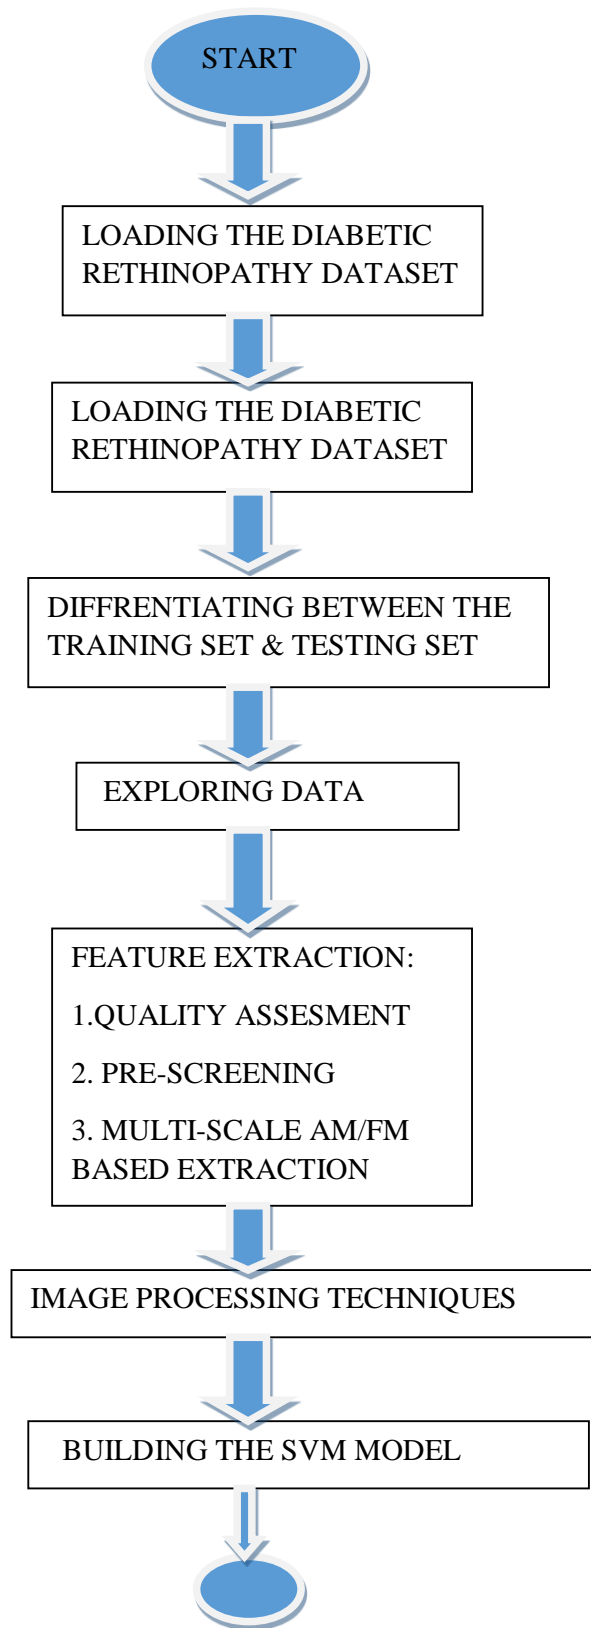 START
LOADING THE DIABETIC
RETHINOPATHY DATASET
LOADING THE DIABETIC
RETHINOPATHY DATASET
DIFFRENTIATING BETWEEN THE
TRAINING SET & TESTING SET
EXPLORING DATA
FEATURE EXTRACTION:
1.QUALITY ASSESMENT
2. PRE-SCREENING
3. MULTI-SCALE AM/FM
BASED EXTRACTION
IMAGE PROCESSING TECHNIQUES
BUILDING THE SVM MODEL